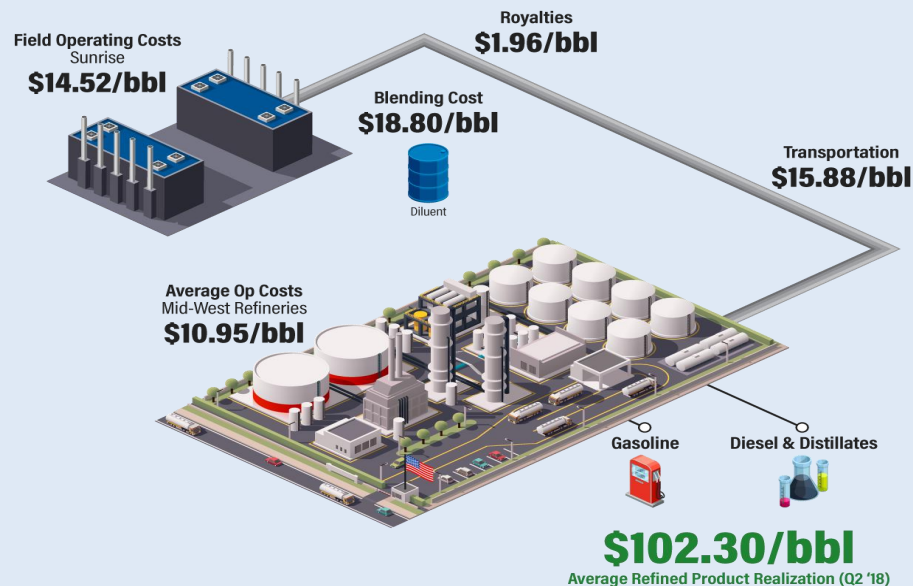 Royalties
$1.96/bbl
Field Operating Costs
Sunrise
$14.52/bbl
Blending Cost
$18.80/bbl
Diluent
Transportation
$15.88/bbl
Average Op Costs
Mid-West Refineries
$10.95/bbl
Gasoline
Diesel & Distillates
$102.30/bbl
Average Refined Product Realization (Q2 '18)